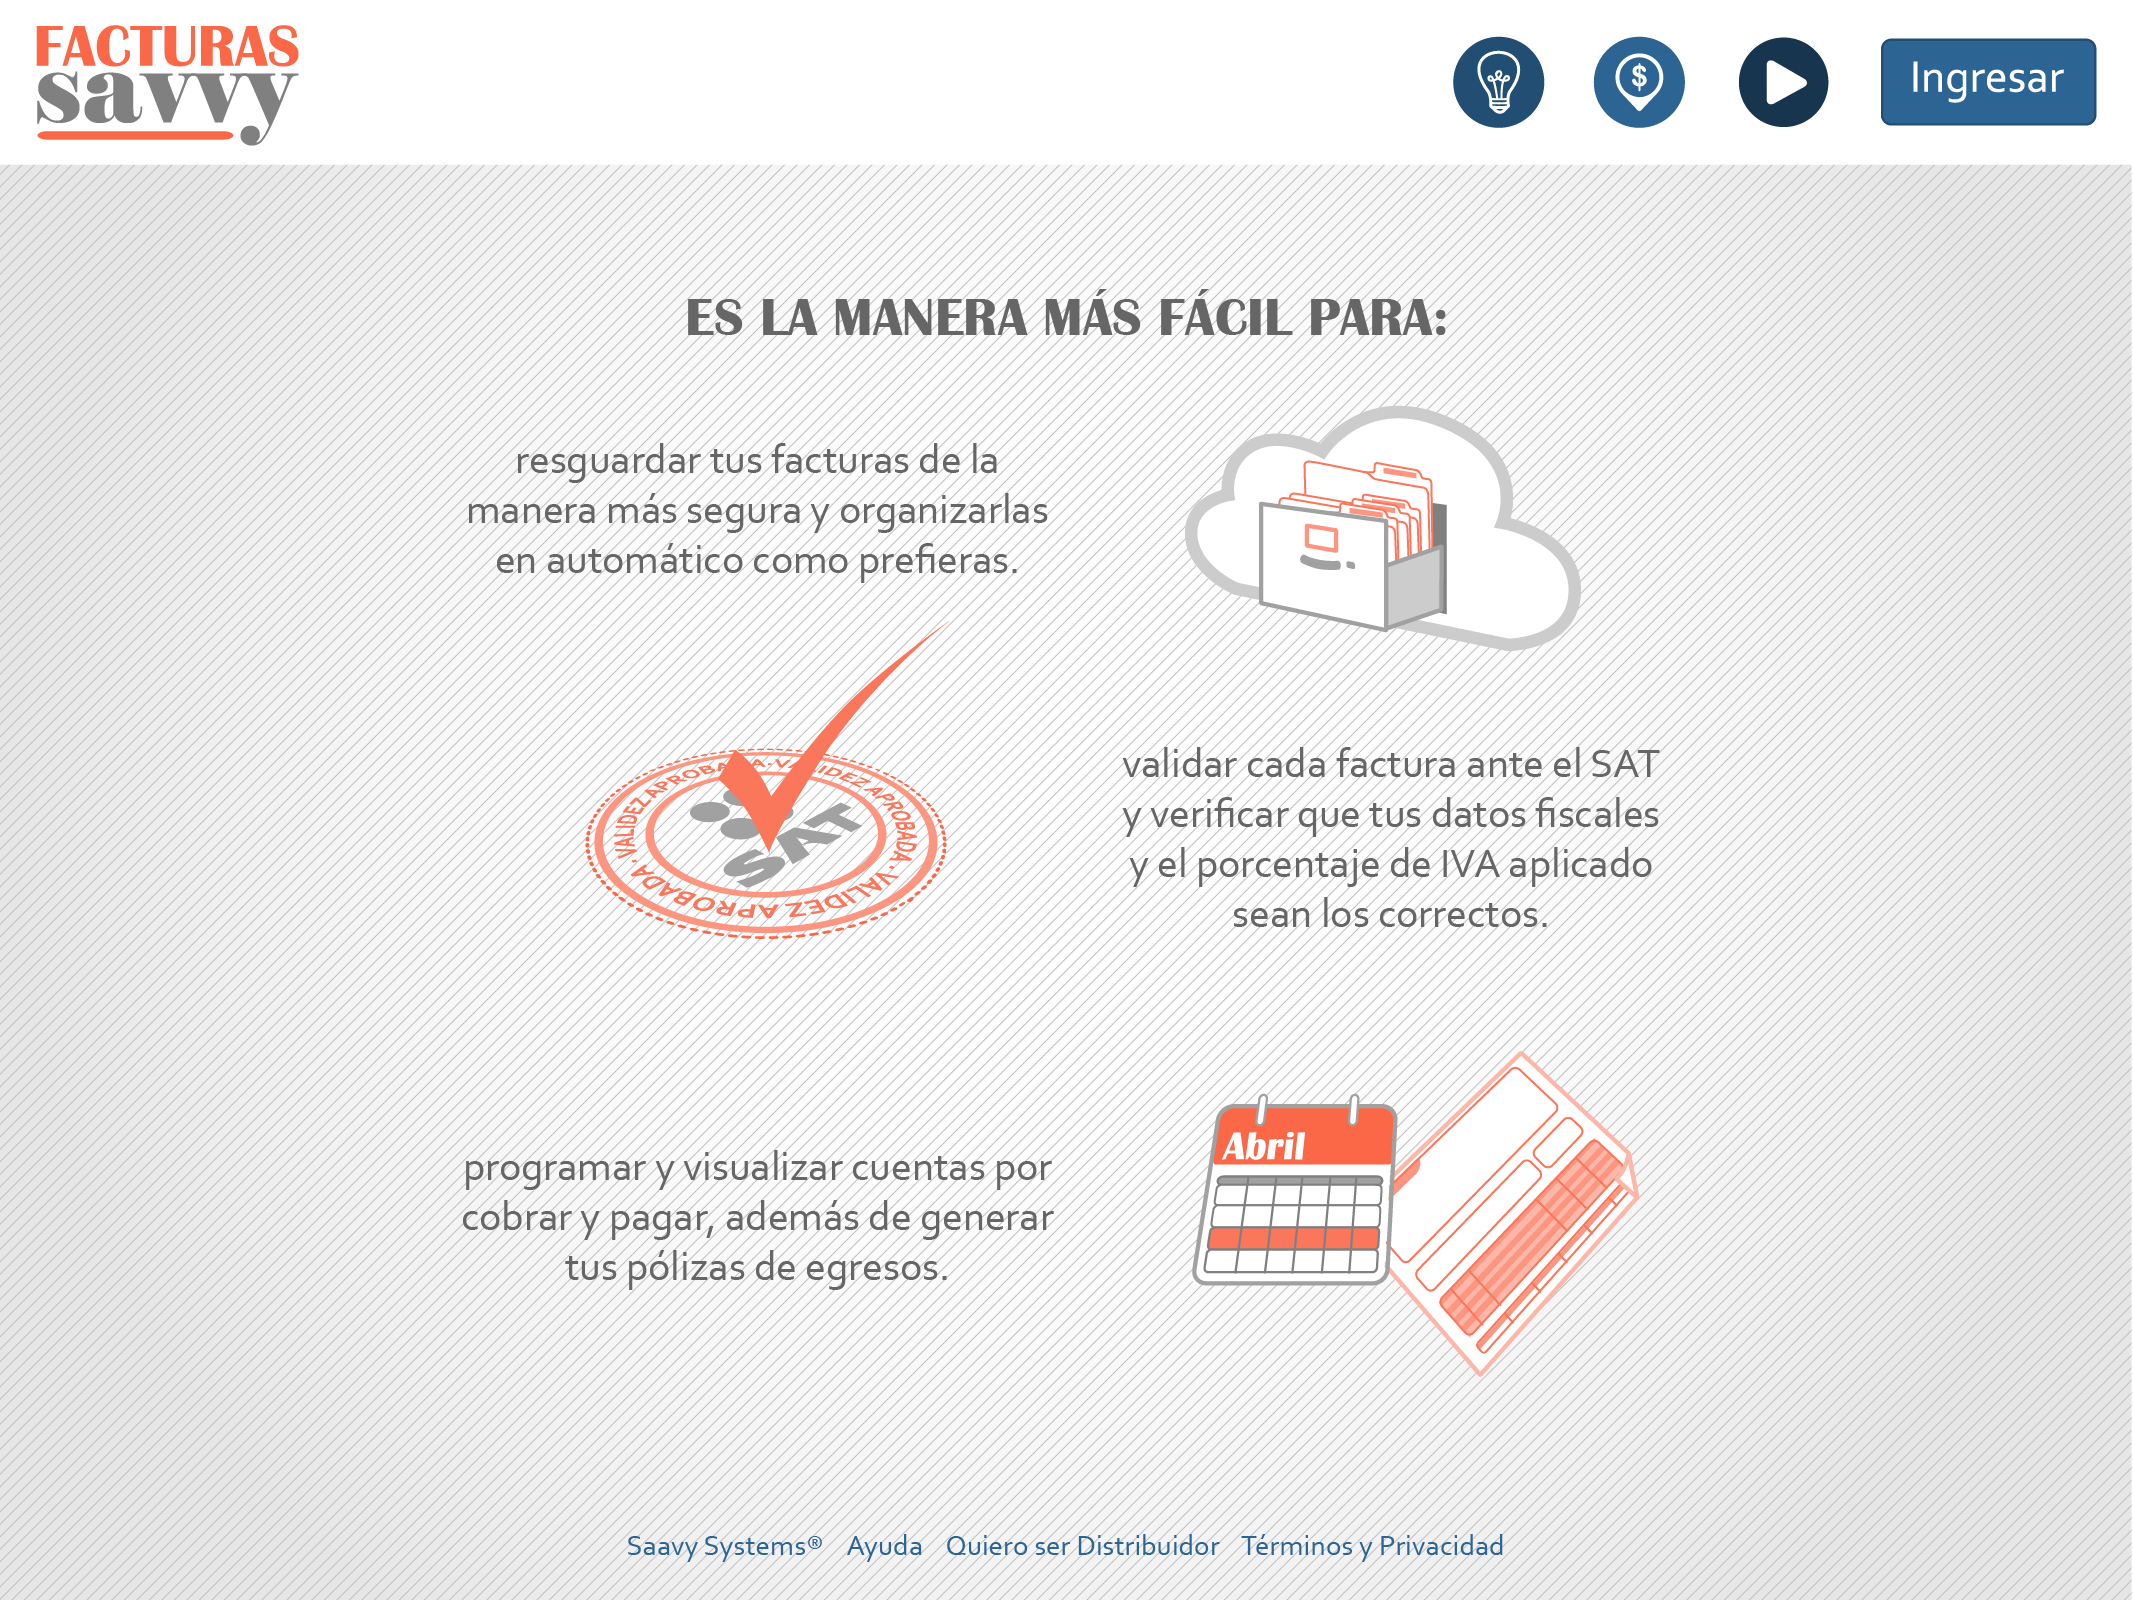 FACTURAS
savvy
$
Ingresar
ES LA MANERA MÁS FÁCIL PARA:
resguardar tus facturas de la
manera más segura y organizarlas
en automático como prefieras.
VALIDEZ APROBADA · VALIDEZ APROBADA · VALIDEZ APROBADA ·
SAT
validar cada factura ante el SAT
y verificar que tus datos fiscales
y el porcentaje de IVA aplicado
sean los correctos.
programar y visualizar cuentas por
cobrar y pagar, además de generar
tus pólizas de egresos.
Abril
Saavy Systems® Ayuda Quiero ser Distribuidor Términos y Privacidad